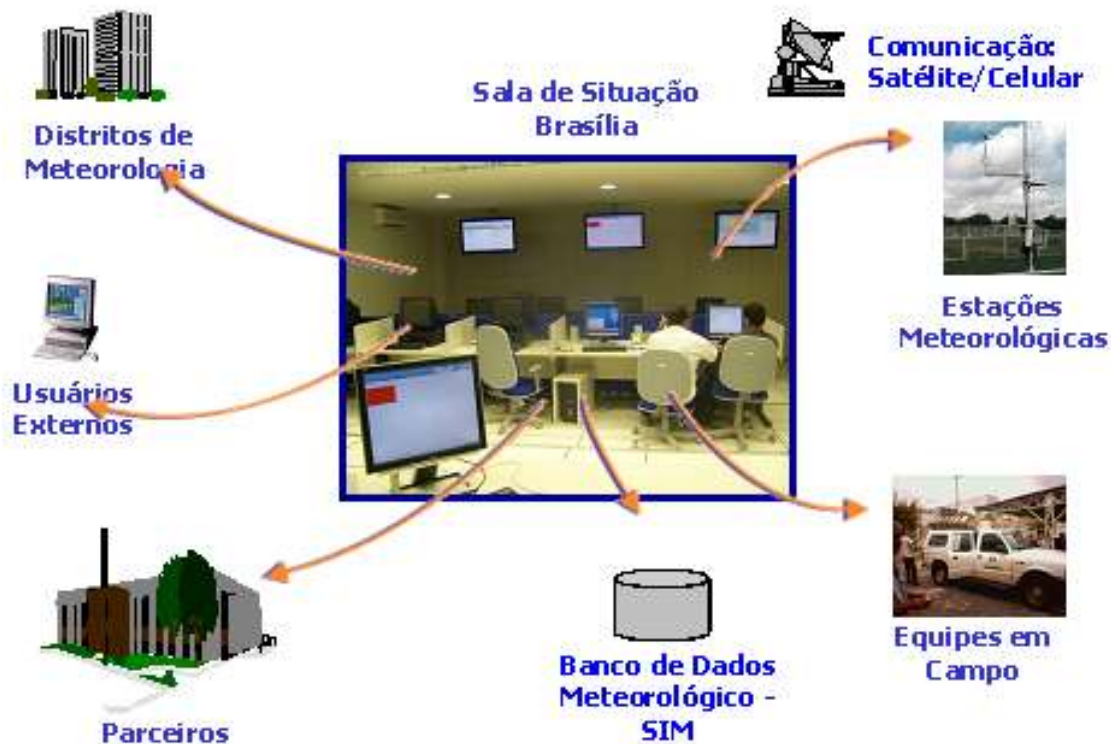 Comunicação:
Satélite/Celular
Sala de Situação
Brasília
Distritos de
Meteorologia
Estações
Meteorológicas
Usuários
Externos
Equipes em
Campo
Banco de Dados
Meteorológico -
SIM
Parceiros